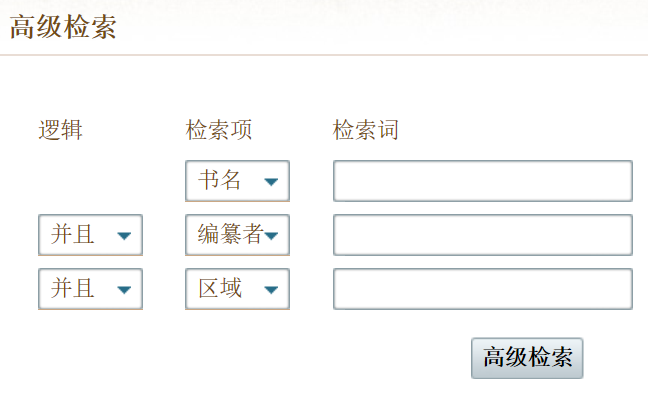 高级检索
逻辑 检索项 检索词
书名
并且 编纂者
并且 区域
高级检索